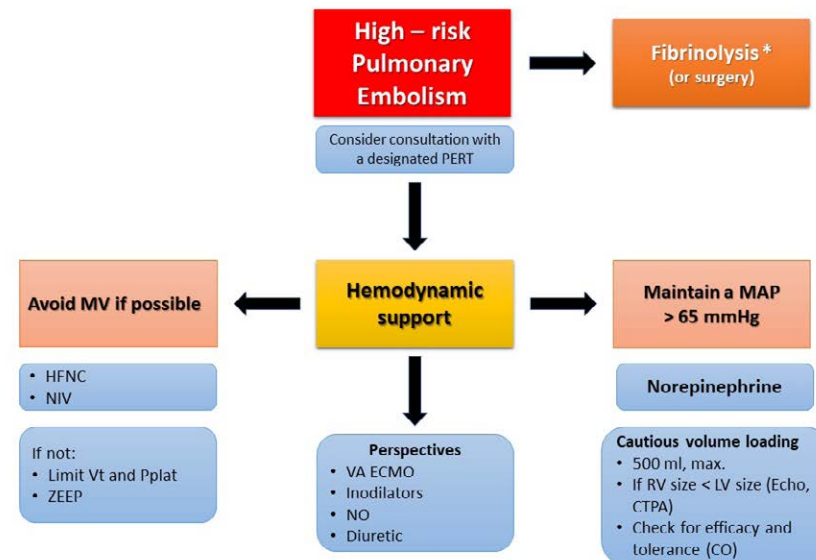 High – risk
Pulmonary
Embolism
Fibrinolysis *
(or surgery)
Consider consultation with
a designated PERT
Avoid MV if possible
Hemodynamic
support
Maintain a MAP
> 65 mmHg
• HFNC
• NIV
If not:
• Limit Vt and Pplat
• ZEEP
Perspectives
• VA ECMO
• Inodilators
• NO
• Diuretic
Norepinephrine
Cautious volume loading
• 500 ml, max.
• If RV size < LV size (Echo,
CTPA)
• Check for efficacy and
tolerance (CO)